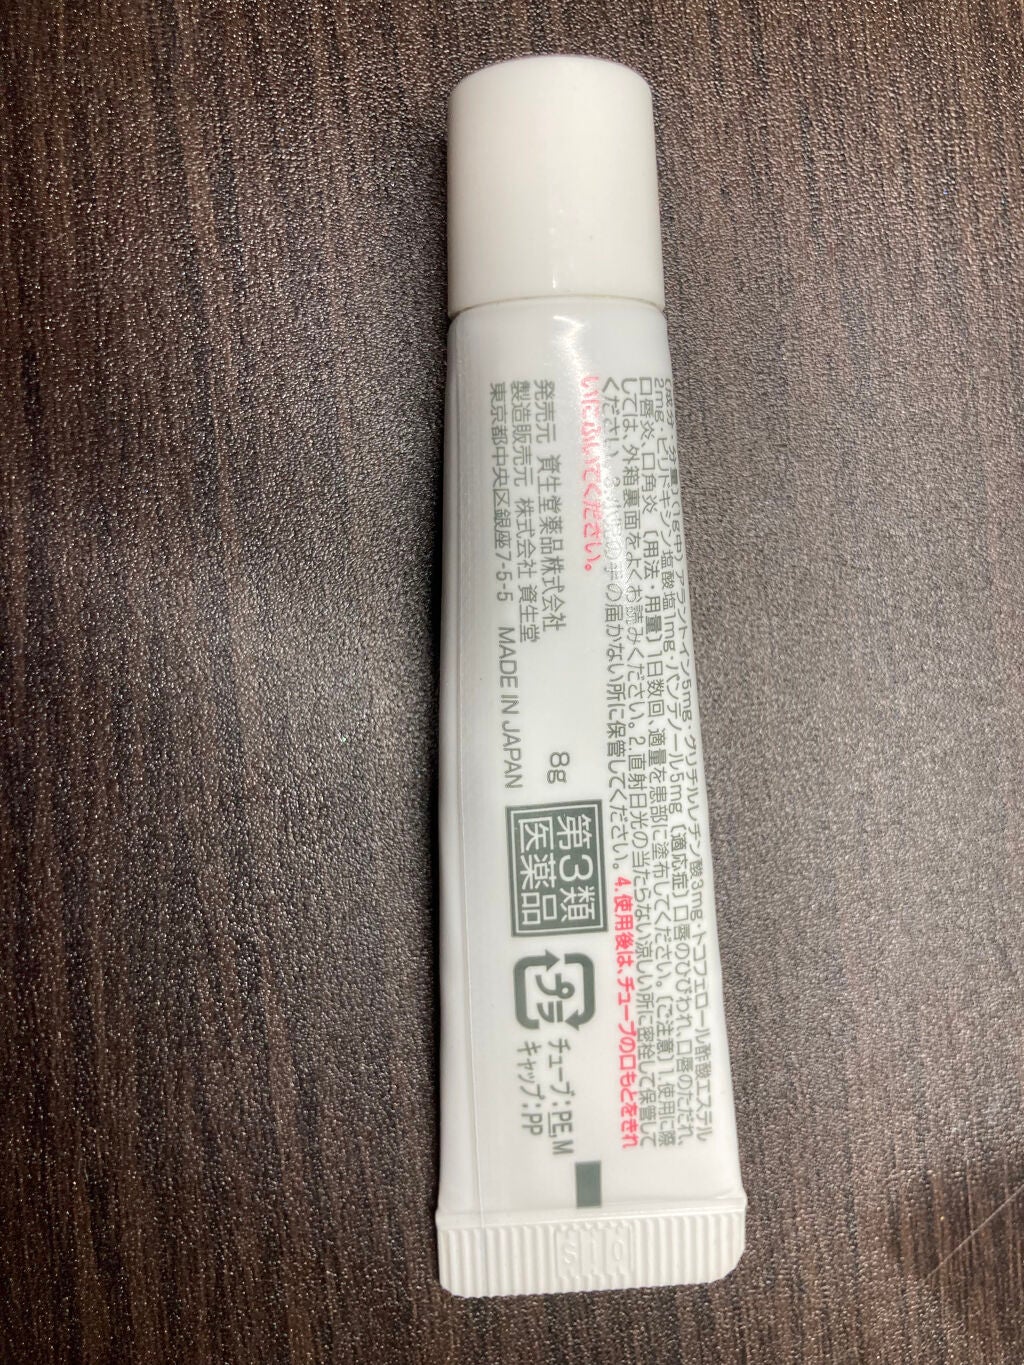 〔成分・分量〕(1g中) アラントイン5mg・グリチルレチン酸3mg・トコフェロール酢酸エステル
2mg・ピリドキシン塩酸塩1mg・パンテノール5mg〔適応症〕口唇のひびわれ、口唇のただれ、
口唇炎、口角炎〔用法・用量〕1日数回、適量を患部に塗布してください。〔ご注意〕1.使用に際
しては、外箱裏面をよくお読みください。2.直射日光の当たらない涼しい所に密栓して保管して
ください。の届かない所に保管してください。4.使用後は、チューブの口もとをきれ
いにふいてください。
発売元 資生堂薬品株式会社
製造販売元 株式会社 資生堂
東京都中央区銀座7-5-5 MADE IN JAPAN
8g
第3類
医薬品
プラ
チューブ:PE,M
キャップ:PP